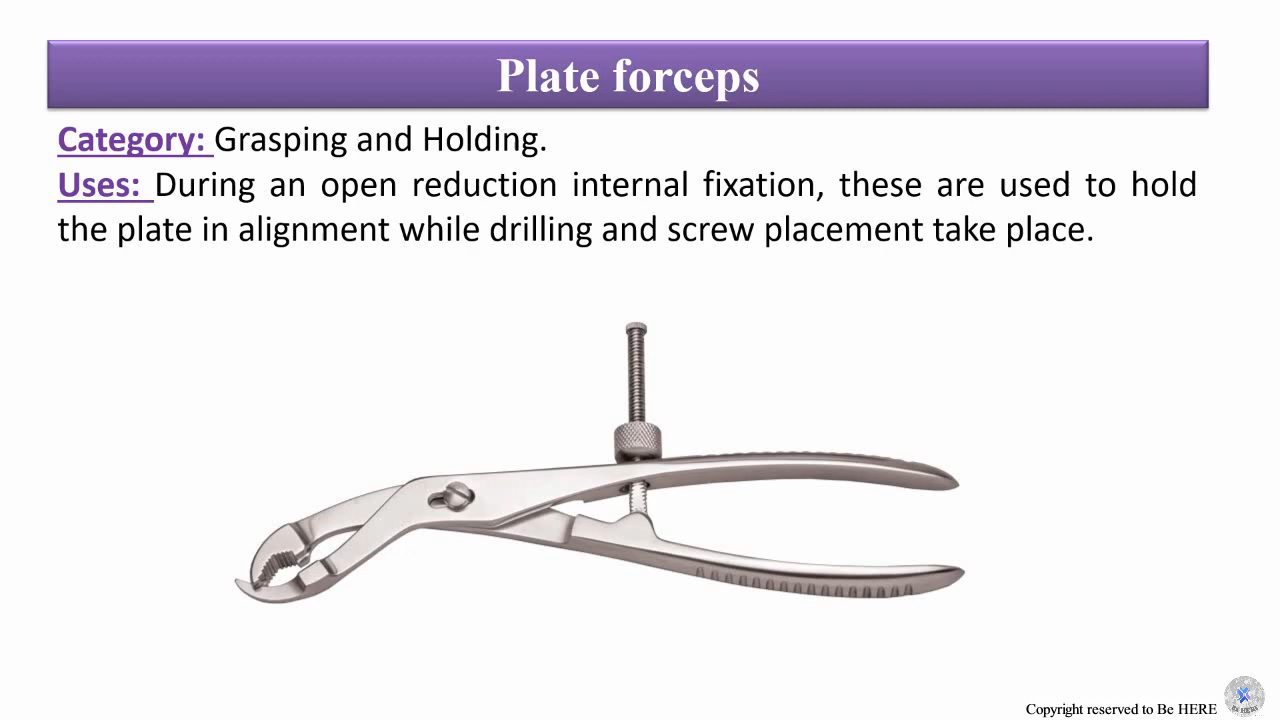 Plate forceps
Category: Grasping and Holding.
Uses: During an open reduction internal fixation, these are used to hold
the plate in alignment while drilling and screw placement take place.
Copyright reserved to Be HERE